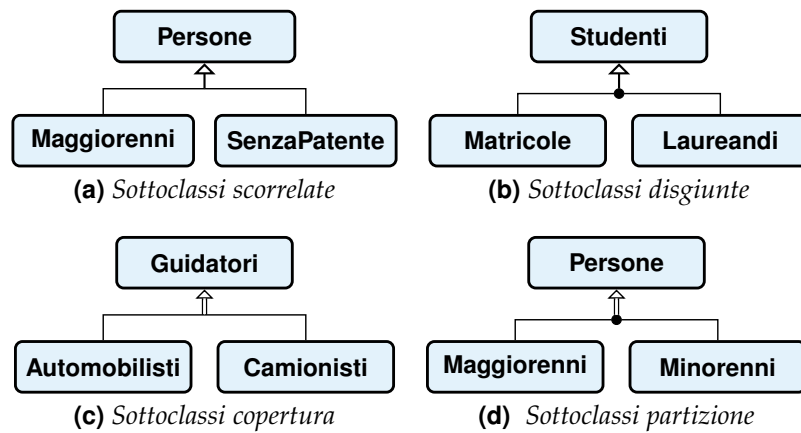 Persone
Studenti
Maggiorenni SenzaPatente
Matricole Laureandi
(a) Sottoclassi scorrelate
(b) Sottoclassi disgiunte
Guidatori
Persone
Automobilisti Camionisti
Maggiorenni Minorenni
(c) Sottoclassi copertura
(d) Sottoclassi partizione